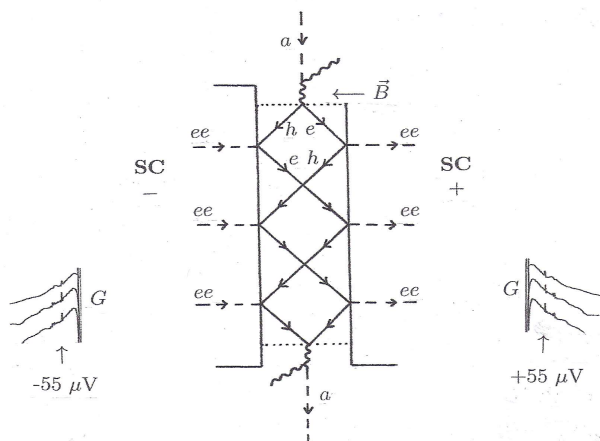 a
B⃗
h e
ee ee
e h
SC SC
− +
ee ee
ee ee
G G
-55 μV +55 μV
a